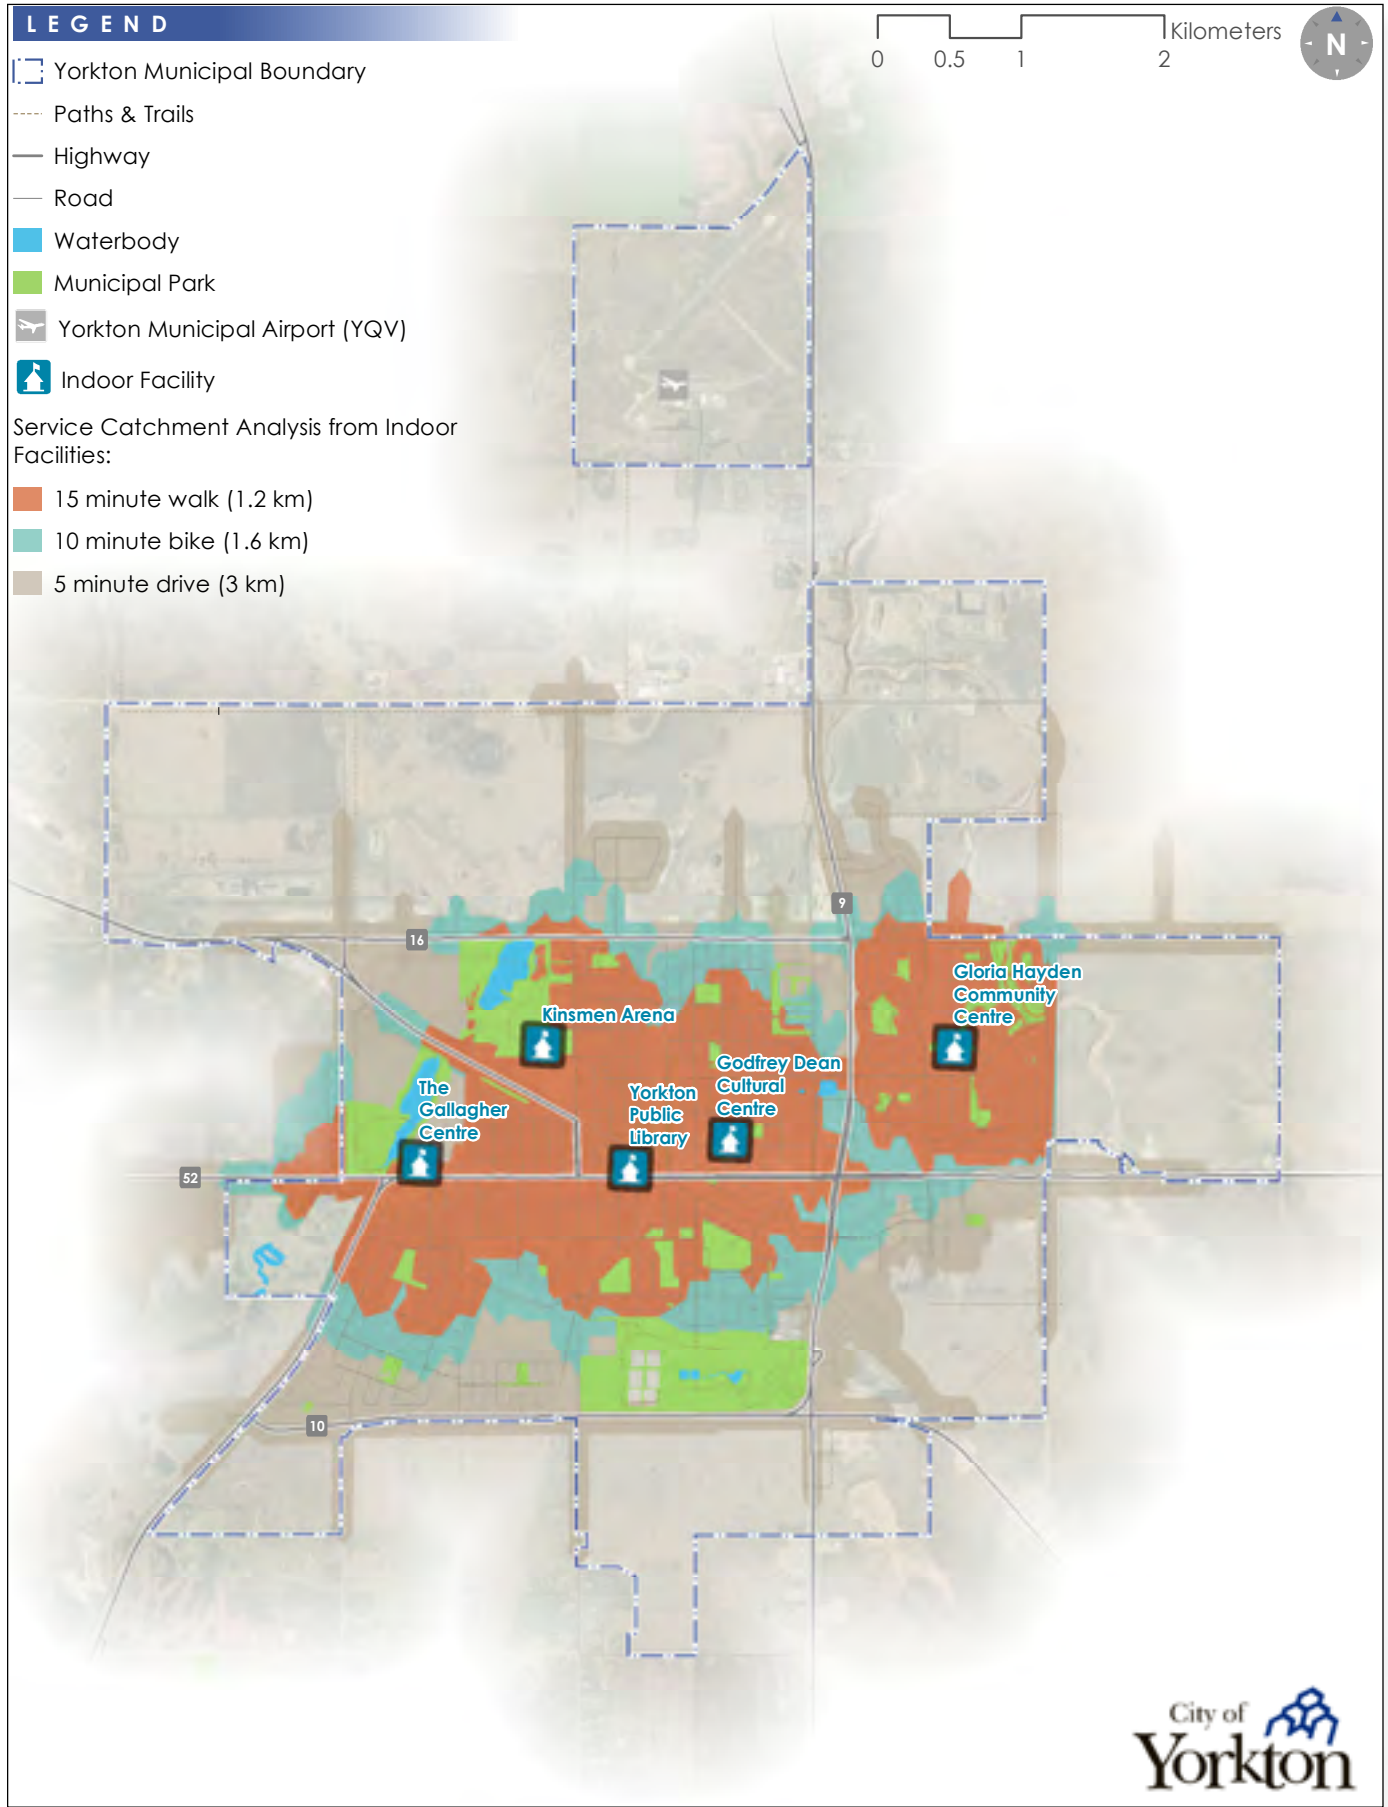 LEGEND
Yorkton Municipal Boundary
Paths & Trails
Highway
Road
Waterbody
Municipal Park
Yorkton Municipal Airport (YQV)
Indoor Facility
Service Catchment Analysis from Indoor
Facilities:
15 minute walk (1.2 km)
10 minute bike (1.6 km)
5 minute drive (3 km)
Kilometers
0 0.5 1 2
N
9
16
Gloria Hayden
Community
Centre
Kinsmen Arena
Godfrey Dean
Cultural
Centre
The
Gallagher
Centre
Yorkton
Public
Library
52
10
City of
Yorkton